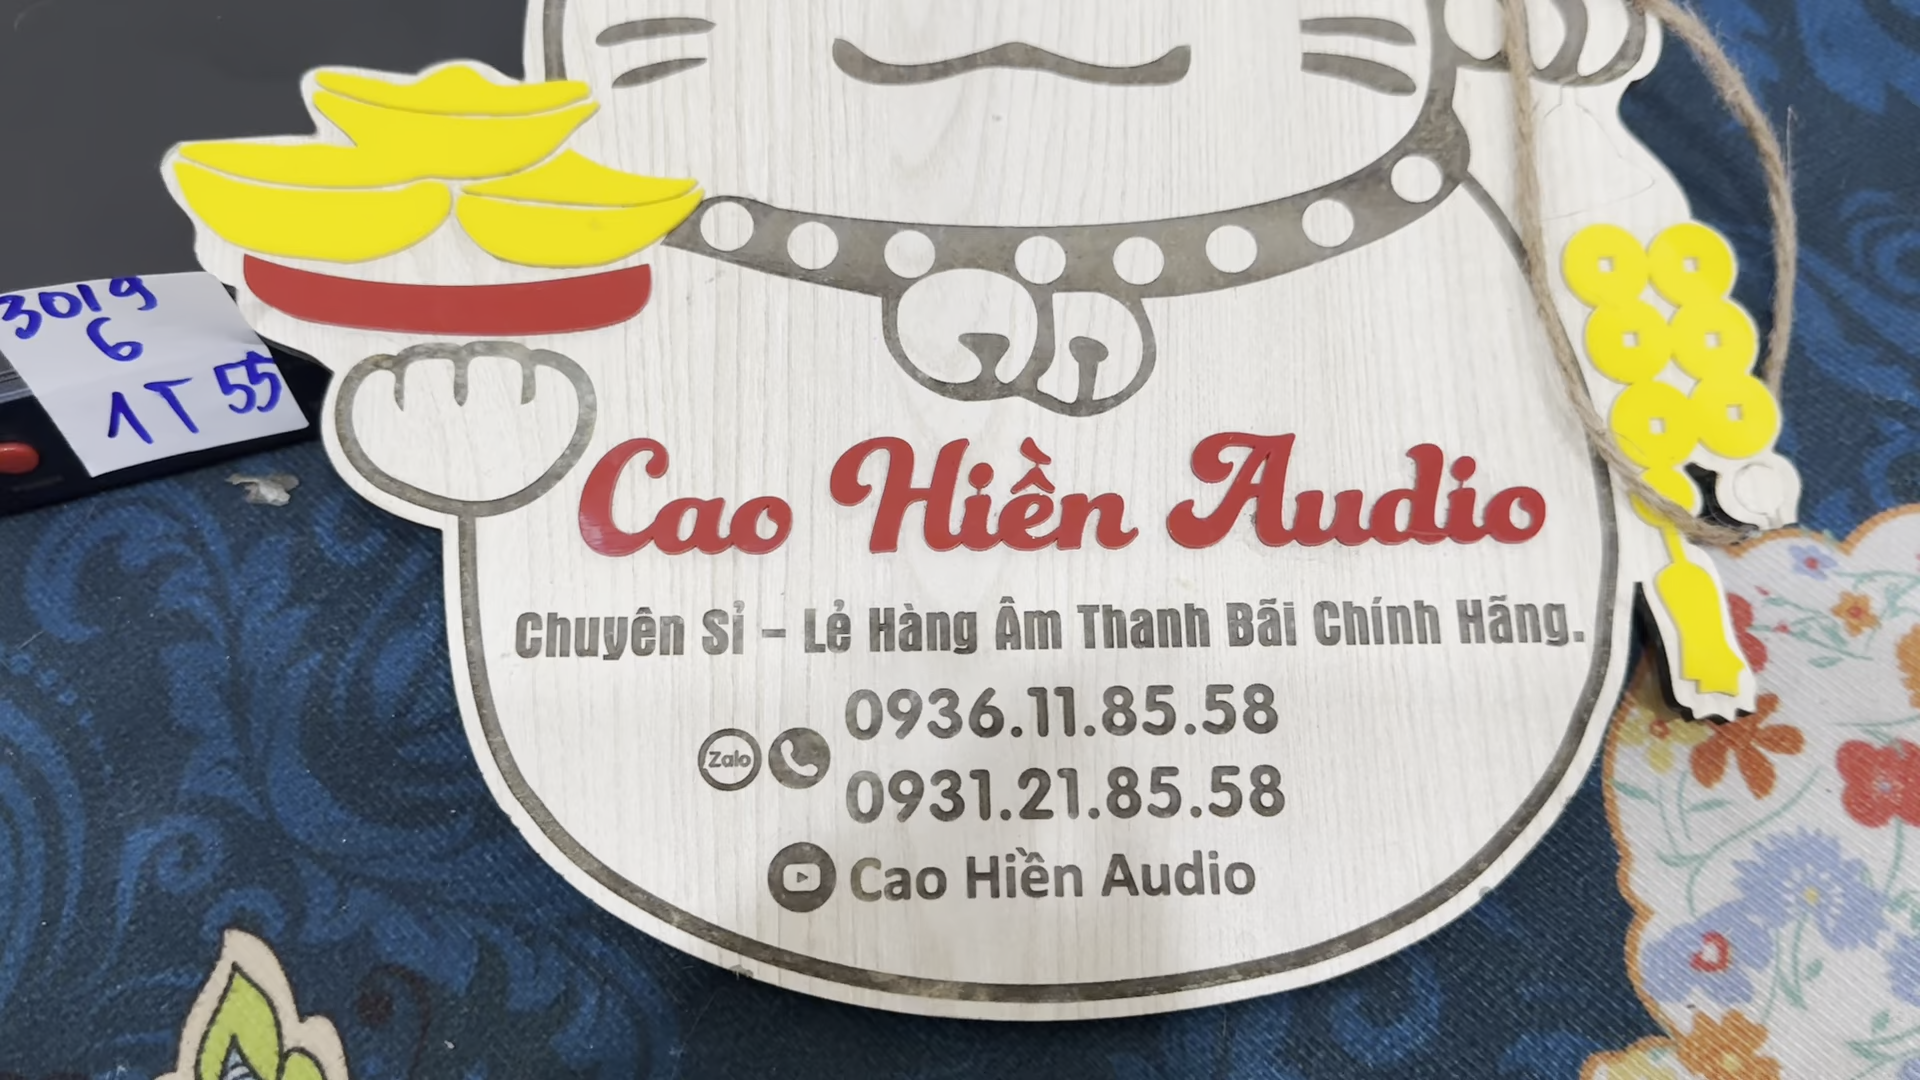 3019
6
1T55
Cao Hiền Audio
Chuyên Sỉ - Lẻ Hàng Âm Thanh Bãi Chính Hãng.
0936.11.85.58
Zalo
0931.21.85.58
Cao Hiền Audio